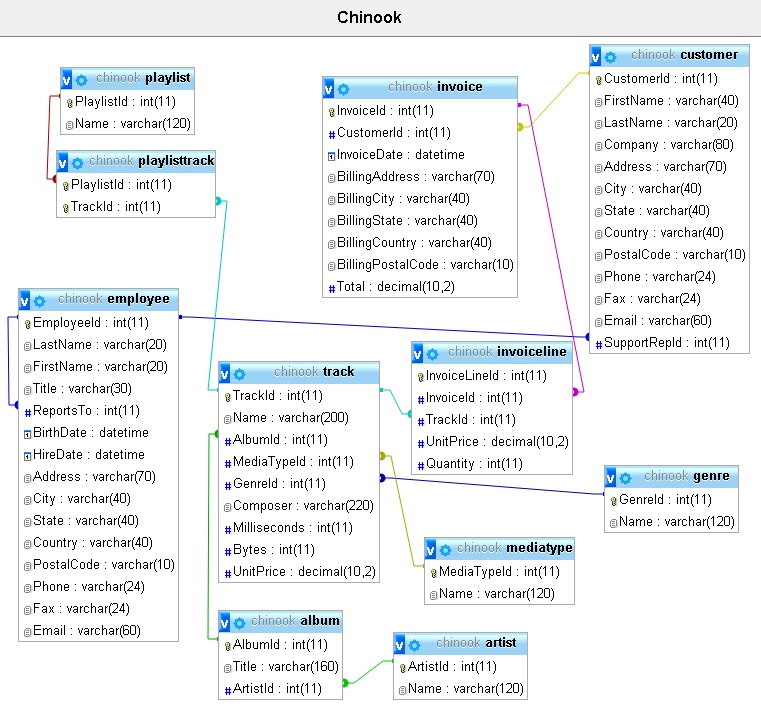 Chinook
chinook playlist
PlaylistId : int(11)
Name : varchar(120)
chinook playlisttrack
PlaylistId : int(11)
TrackId : int(11)
chinook employee
EmployeeId : int(11)
LastName : varchar(20)
FirstName : varchar(20)
Title : varchar(30)
ReportsTo : int(11)
BirthDate : datetime
HireDate : datetime
Address : varchar(70)
City : varchar(40)
State : varchar(40)
Country : varchar(40)
PostalCode : varchar(10)
Phone : varchar(24)
Fax : varchar(24)
Email : varchar(60)
chinook invoice
InvoiceId : int(11)
CustomerId : int(11)
InvoiceDate : datetime
BillingAddress : varchar(70)
BillingCity : varchar(40)
BillingState : varchar(40)
BillingCountry : varchar(40)
BillingPostalCode : varchar(10)
Total : decimal(10,2)
chinook customer
CustomerId : int(11)
FirstName : varchar(40)
LastName : varchar(20)
Company : varchar(80)
Address : varchar(70)
City : varchar(40)
State : varchar(40)
Country : varchar(40)
PostalCode : varchar(10)
Phone : varchar(24)
Fax : varchar(24)
Email : varchar(60)
SupportRepId : int(11)
chinook track
TrackId : int(11)
Name : varchar(200)
AlbumId : int(11)
MediaTypeId : int(11)
GenreId : int(11)
Composer : varchar(220)
Milliseconds : int(11)
Bytes : int(11)
UnitPrice : decimal(10,2)
chinook invoiceline
InvoiceLineId : int(11)
InvoiceId : int(11)
TrackId : int(11)
UnitPrice : decimal(10,2)
Quantity : int(11)
chinook genre
GenreId : int(11)
Name : varchar(120)
chinook mediatype
MediaTypeId : int(11)
Name : varchar(120)
chinook album
AlbumId : int(11)
Title : varchar(160)
ArtistId : int(11)
chinook artist
ArtistId : int(11)
Name : varchar(120)